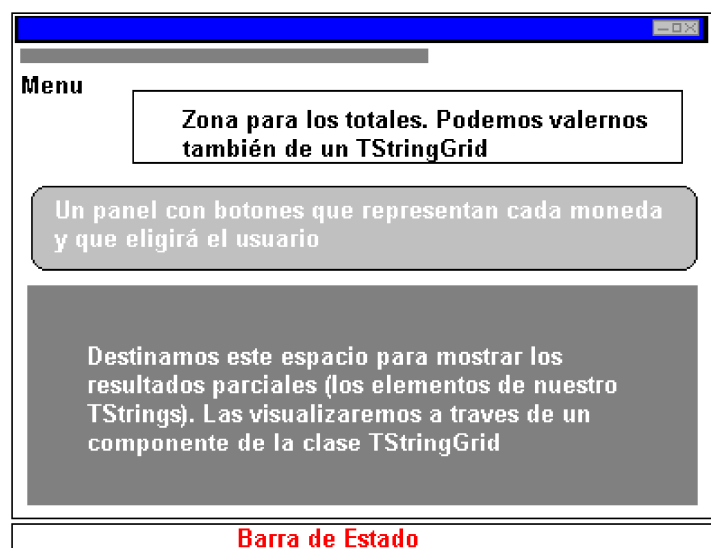 Menu
Zona para los totales. Podemos valernos
también de un TStringGrid
Un panel con botones que representan cada moneda
y que eligirá el usuario
Destinamos este espacio para mostrar los
resultados parciales (los elementos de nuestro
TStrings). Las visualizaremos a traves de un
componente de la clase TStringGrid
Barra de Estado